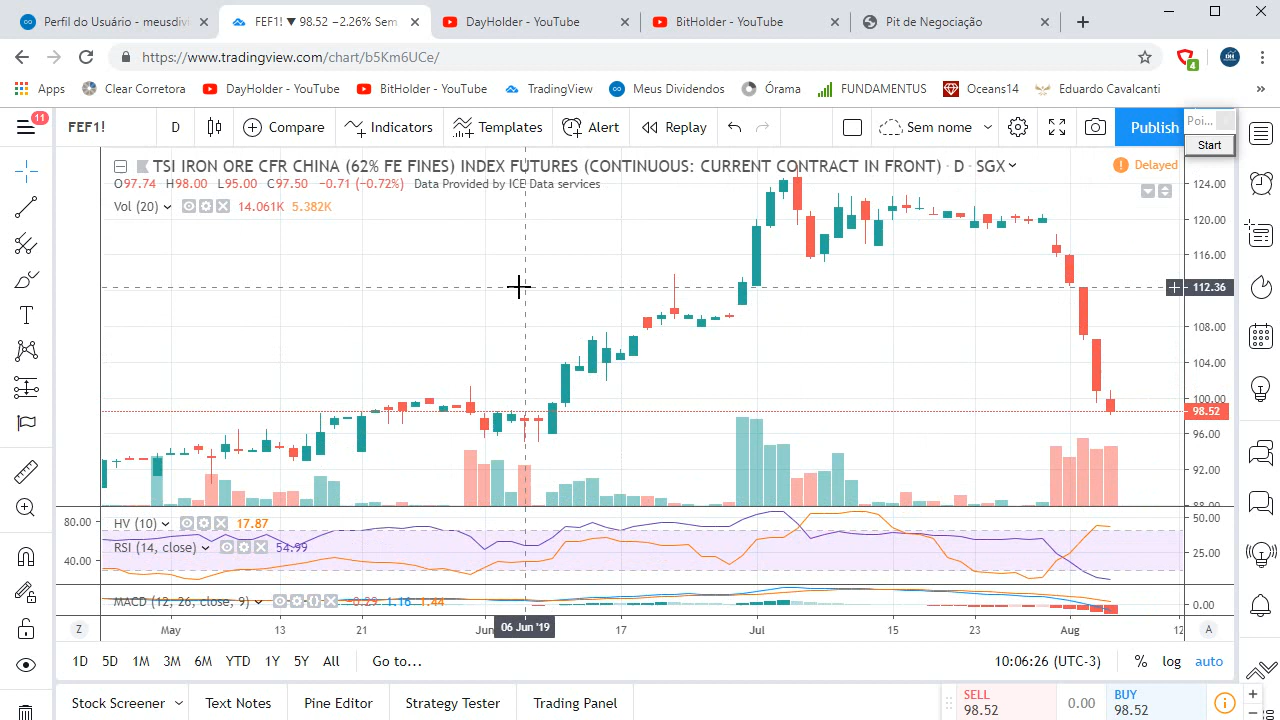 Perfil do Usuário - meusdivi
FEF1! ▼ 98.52 −2.26% Sem
DayHolder - YouTube
BitHolder - YouTube
Pit de Negociação
https://www.tradingview.com/chart/b5Km6UCe/
4
Apps
Clear Corretora
DayHolder - YouTube
BitHolder - YouTube
TradingView
Meus Dividendos
Órama
FUNDAMENTUS
Oceans14
Eduardo Cavalcanti
»
11
FEF1!
D
Compare
Indicators
Templates
Alert
Replay
Sem nome
Publish
Poi...
Start
TSI IRON ORE CFR CHINA (62% FE FINES) INDEX FUTURES (CONTINUOUS: CURRENT CONTRACT IN FRONT) · D · SGX
Delayed
O97.74 H98.00 L95.00 C97.50 −0.71 (−0.72%) Data Provided by ICE Data services
Vol (20) 14.061K 5.382K
124.00
120.00
116.00
112.36
108.00
104.00
100.00
98.52
96.00
92.00
88.00
HV (10) 17.87
RSI (14, close) 54.99
80.00
40.00
50.00
25.00
MACD (12, 26, close, 9) −0.29 1.16 1.44
0.00
Z
May
13
21
Jun
06 Jun '19
17
Jul
15
23
Aug
12
A
1D 5D 1M 3M 6M YTD 1Y 5Y All
Go to...
10:06:26 (UTC-3)
% log auto
Stock Screener
Text Notes
Pine Editor
Strategy Tester
Trading Panel
SELL
98.52
0.00
BUY
98.52